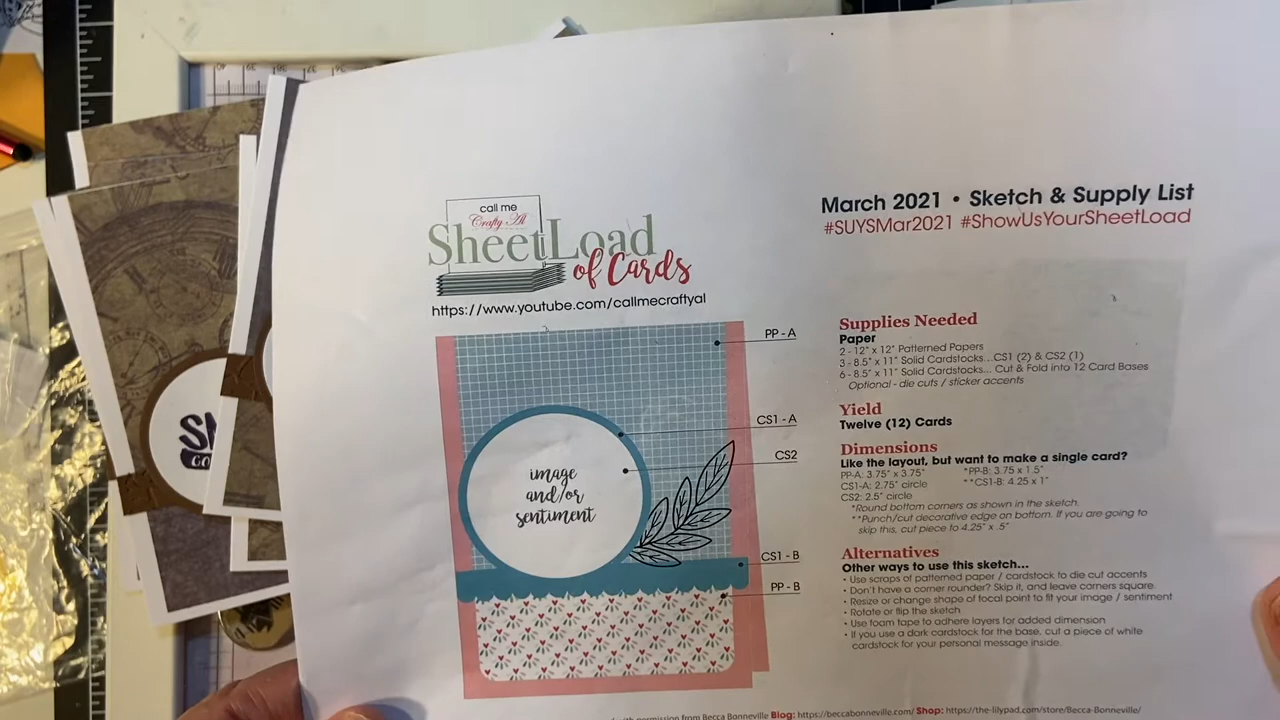 call me
Crafty Al
SheetLoad
of Cards
https://www.youtube.com/callmecraftyal
March 2021 • Sketch & Supply List
#SUYSMar2021 #ShowUsYourSheetLoad
PP - A
CS1 - A
CS2
image
and/or
sentiment
CS1 - B
PP - B
Supplies Needed
Paper
2 - 12" x 12" Patterned Papers
3 - 8.5" x 11" Solid Cardstocks...CS1 (2) & CS2 (1)
6 - 8.5" x 11" Solid Cardstocks... Cut & Fold into 12 Card Bases
Optional - die cuts / sticker accents
Yield
Twelve (12) Cards
Dimensions
Like the layout, but want to make a single card?
PP-A: 3.75" x 3.75" *PP-B: 3.75 x 1.5"
CS1-A: 2.75" circle **CS1-B: 4.25 x 1"
CS2: 2.5" circle
*Round bottom corners as shown in the sketch.
**Punch/cut decorative edge on bottom. If you are going to
skip this, cut piece to 4.25" x .5"
Alternatives
Other ways to use this sketch...
• Use scraps of patterned paper / cardstock to die cut accents
• Don't have a corner rounder? Skip it, and leave corners square.
• Resize or change shape of focal point to fit your image / sentiment
• Rotate or flip the sketch
• Use foam tape to adhere layers for added dimension
• If you use a dark cardstock for the base, cut a piece of white
cardstock for your personal message inside.
with permission from Becca Bonneville Blog: https://beccabonneville.com/ Shop: https://the-lilypad.com/store/Becca-Bonneville/